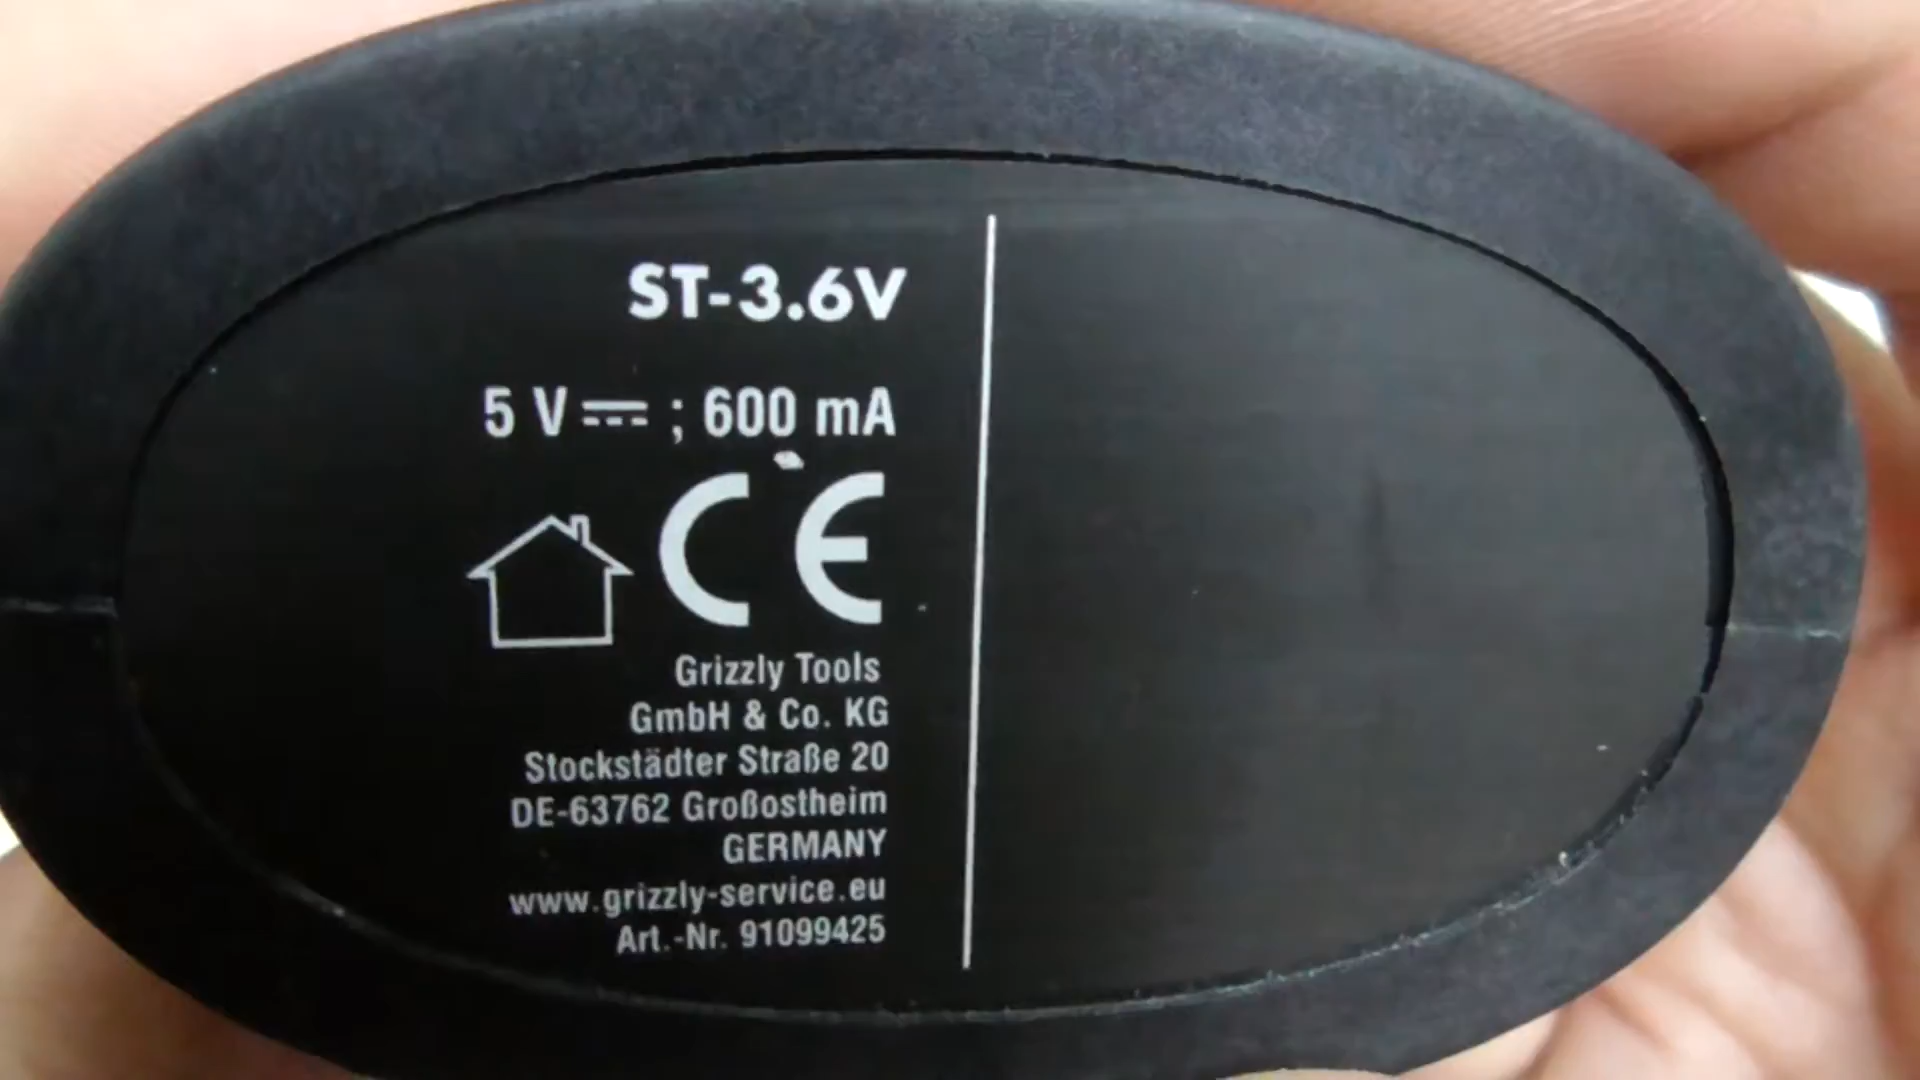 ST-3.6V
5 V ⎓ ; 600 mA
CE
Grizzly Tools
GmbH & Co. KG
Stockstädter Straße 20
DE-63762 Großostheim
GERMANY
www.grizzly-service.eu
Art.-Nr. 91099425